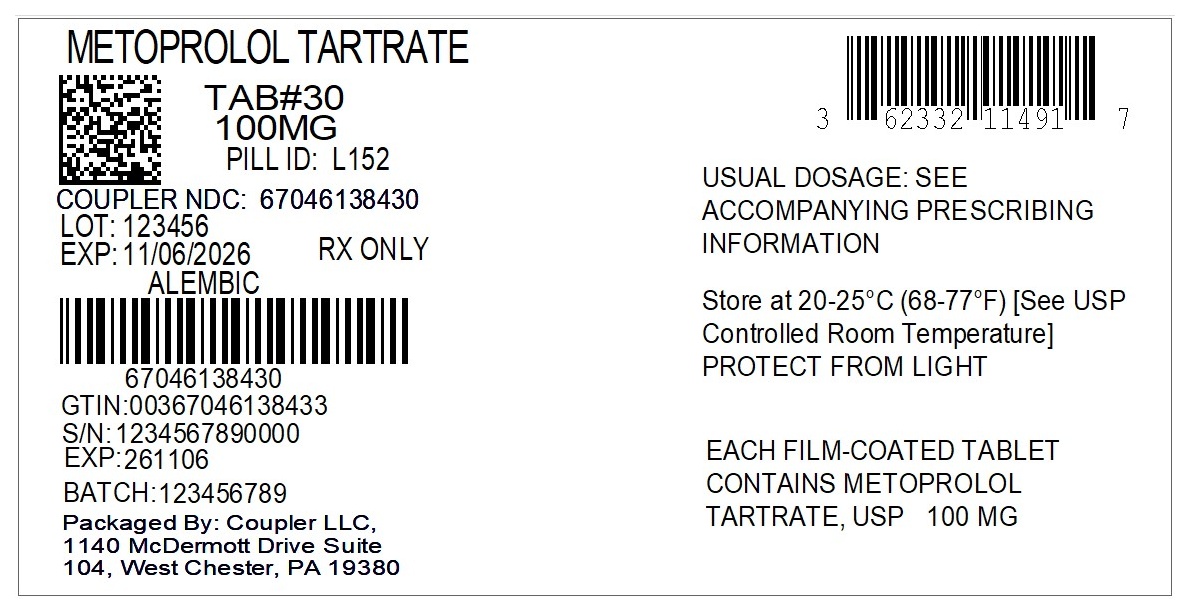 METOPROLOL TARTRATE
TAB#30
100MG
PILL ID: L152
COUPLER NDC: 67046138430
LOT: 123456
EXP: 11/06/2026
RX ONLY
ALEMBIC
67046138430
GTIN:00367046138433
S/N:1234567890000
EXP:261106
BATCH:123456789
Packaged By: Coupler LLC,
1140 McDermott Drive Suite
104, West Chester, PA 19380
3 62332 11491 7
USUAL DOSAGE: SEE
ACCOMPANYING PRESCRIBING
INFORMATION
Store at 20-25°C (68-77°F) [See USP
Controlled Room Temperature]
PROTECT FROM LIGHT
EACH FILM-COATED TABLET
CONTAINS METOPROLOL
TARTRATE, USP 100 MG